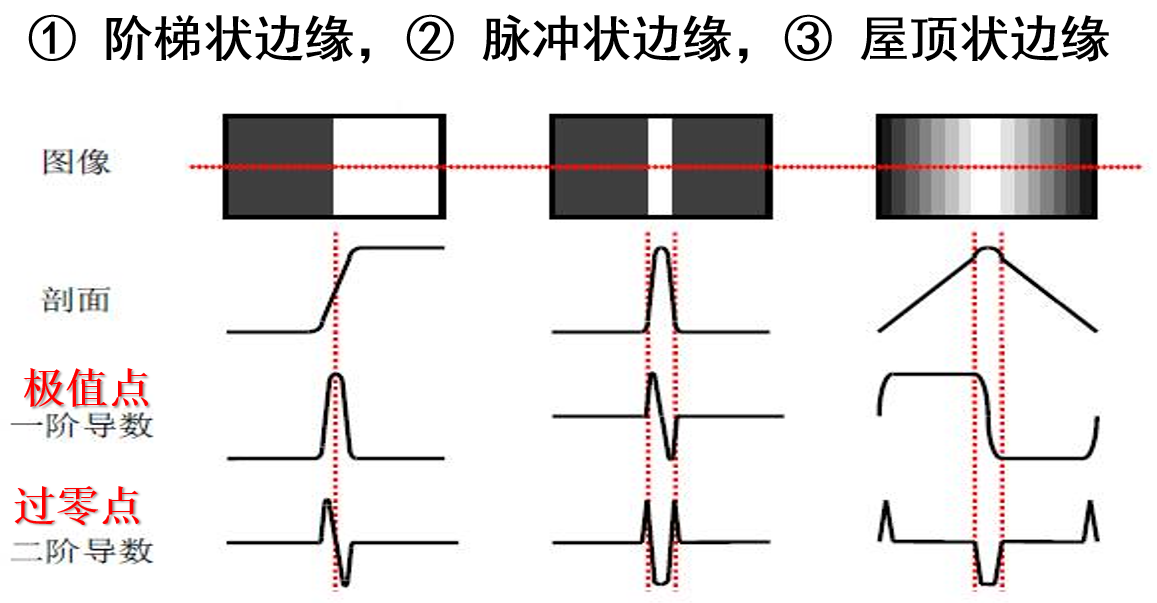 ① 阶梯状边缘，② 脉冲状边缘，③ 屋顶状边缘
图像
剖面
极值点
一阶导数
过零点
二阶导数